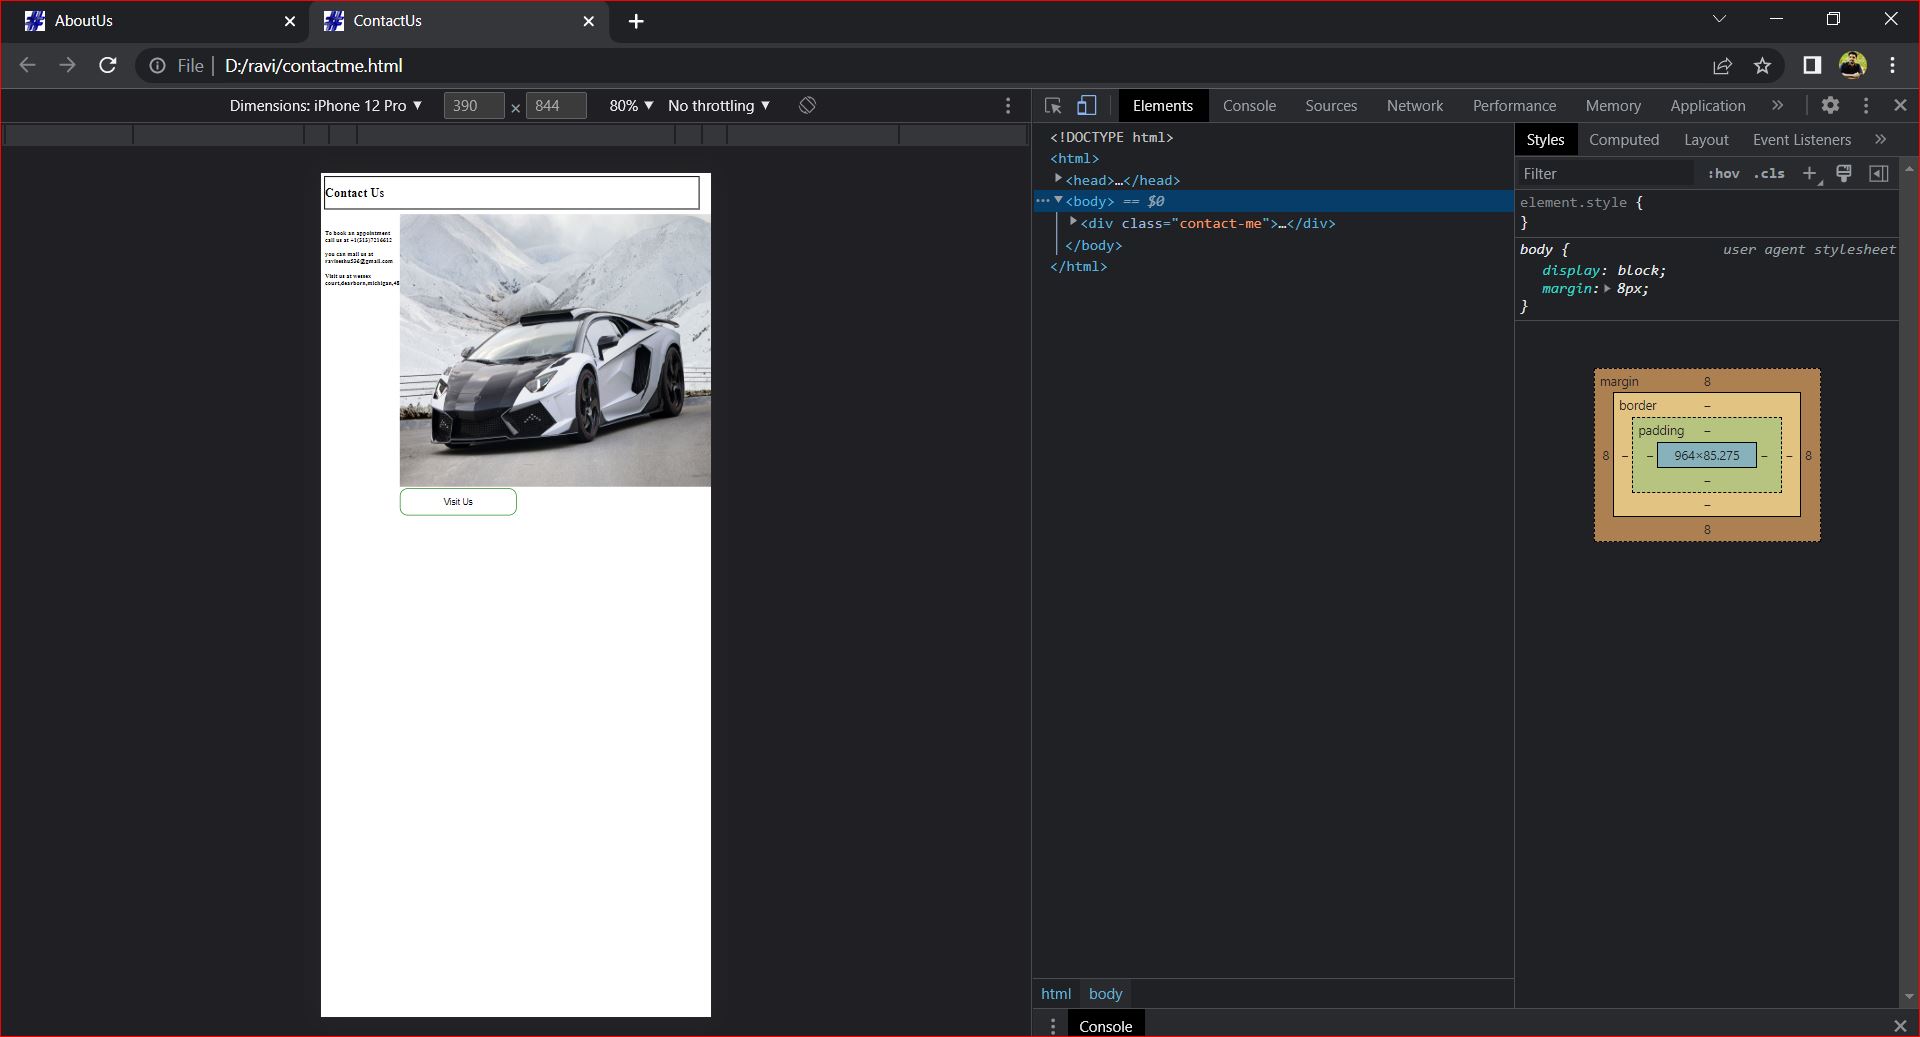 AboutUs
ContactUs
File | D:/ravi/contactme.html
Dimensions: iPhone 12 Pro ▼ 390 × 844 80% ▼ No throttling ▼
Elements Console Sources Network Performance Memory Application »
<!DOCTYPE html>
<html>
<head>…</head>
<body> == $0
<div class="contact-me">…</div>
</body>
</html>
html body
Console
Styles Computed Layout Event Listeners »
Filter :hov .cls +
element.style {
}
body { user agent stylesheet
display: block;
margin: 8px;
}
margin 8
border –
padding –
8 – – 964×85.275 – – 8
–
–
8
Contact Us
To book an appointment
call us at +1(313)7216612
you can mail us at
raviseshu536@gmail.com
Visit us at wessex
court,dearborn,michigan,48
Visit Us